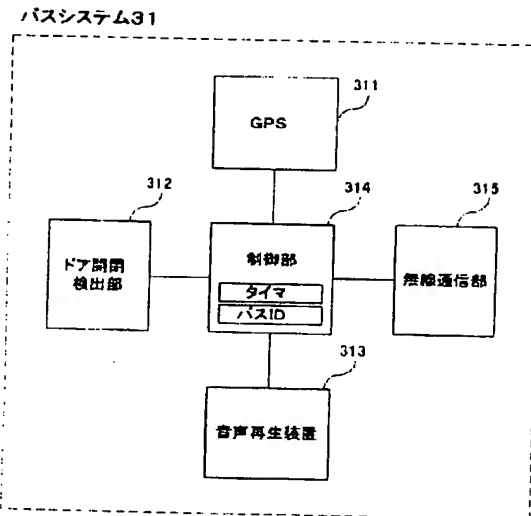 バスシステム31
311
GPS
312
314
315
ドア開閉
検出部
制御部
タイマ
バスID
無線通信部
313
音声再生装置